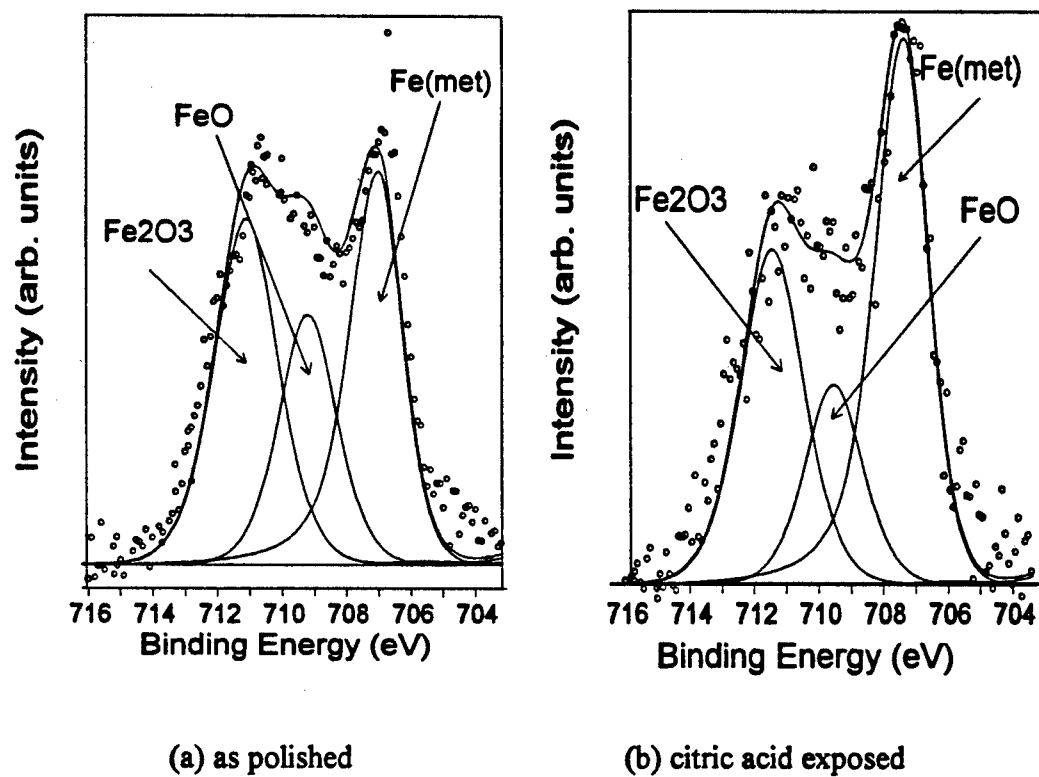 Intensity (arb. units)
FeO
Fe(met)
Fe2O3
716 714 712 710 708 706 704
Binding Energy (eV)
(a) as polished
Intensity (arb. units)
Fe(met)
Fe2O3
FeO
716 714 712 710 708 706 704
Binding Energy (eV)
(b) citric acid exposed